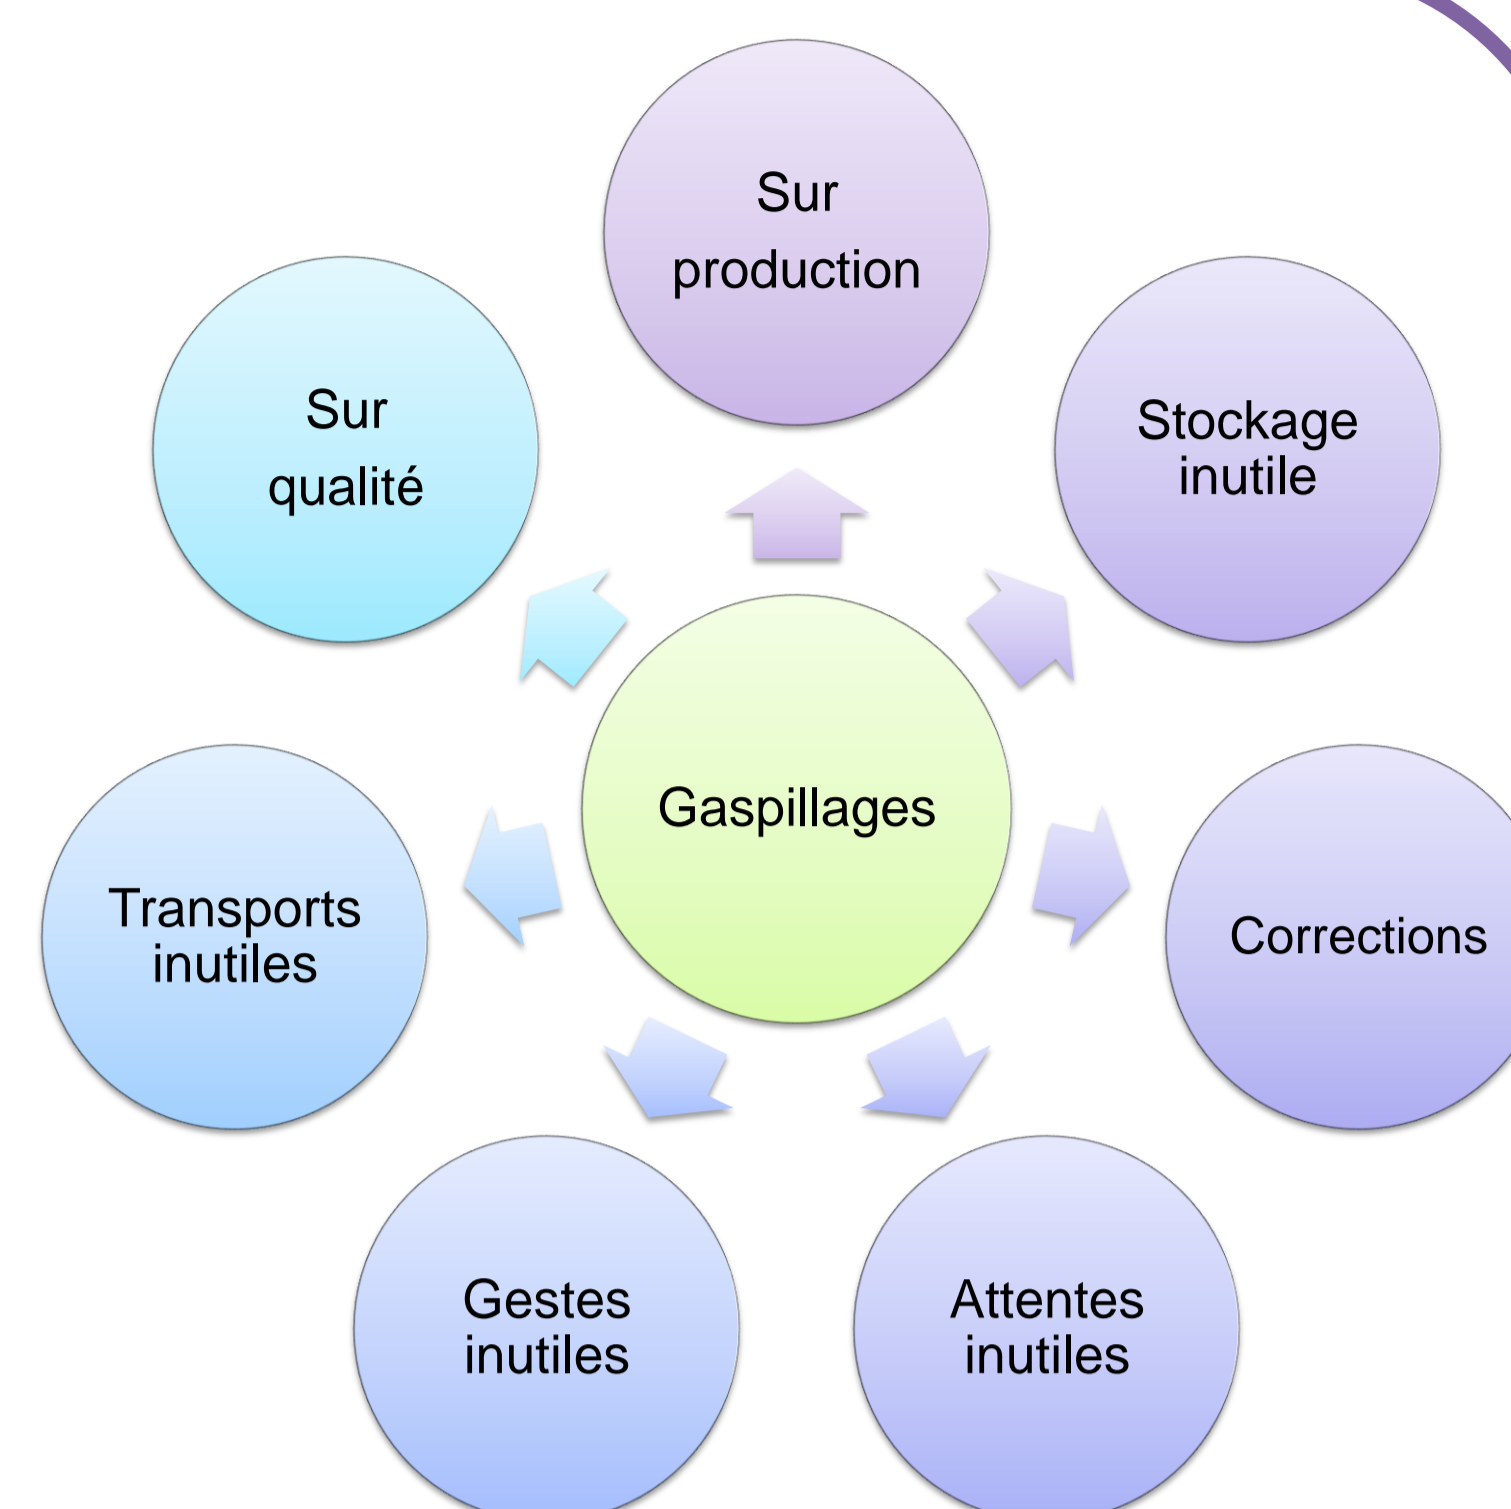 Sur
production
Stockage
inutile
Corrections
Attentes
inutiles
Gestes
inutiles
Transports
inutiles
Sur
qualité
Gaspillages